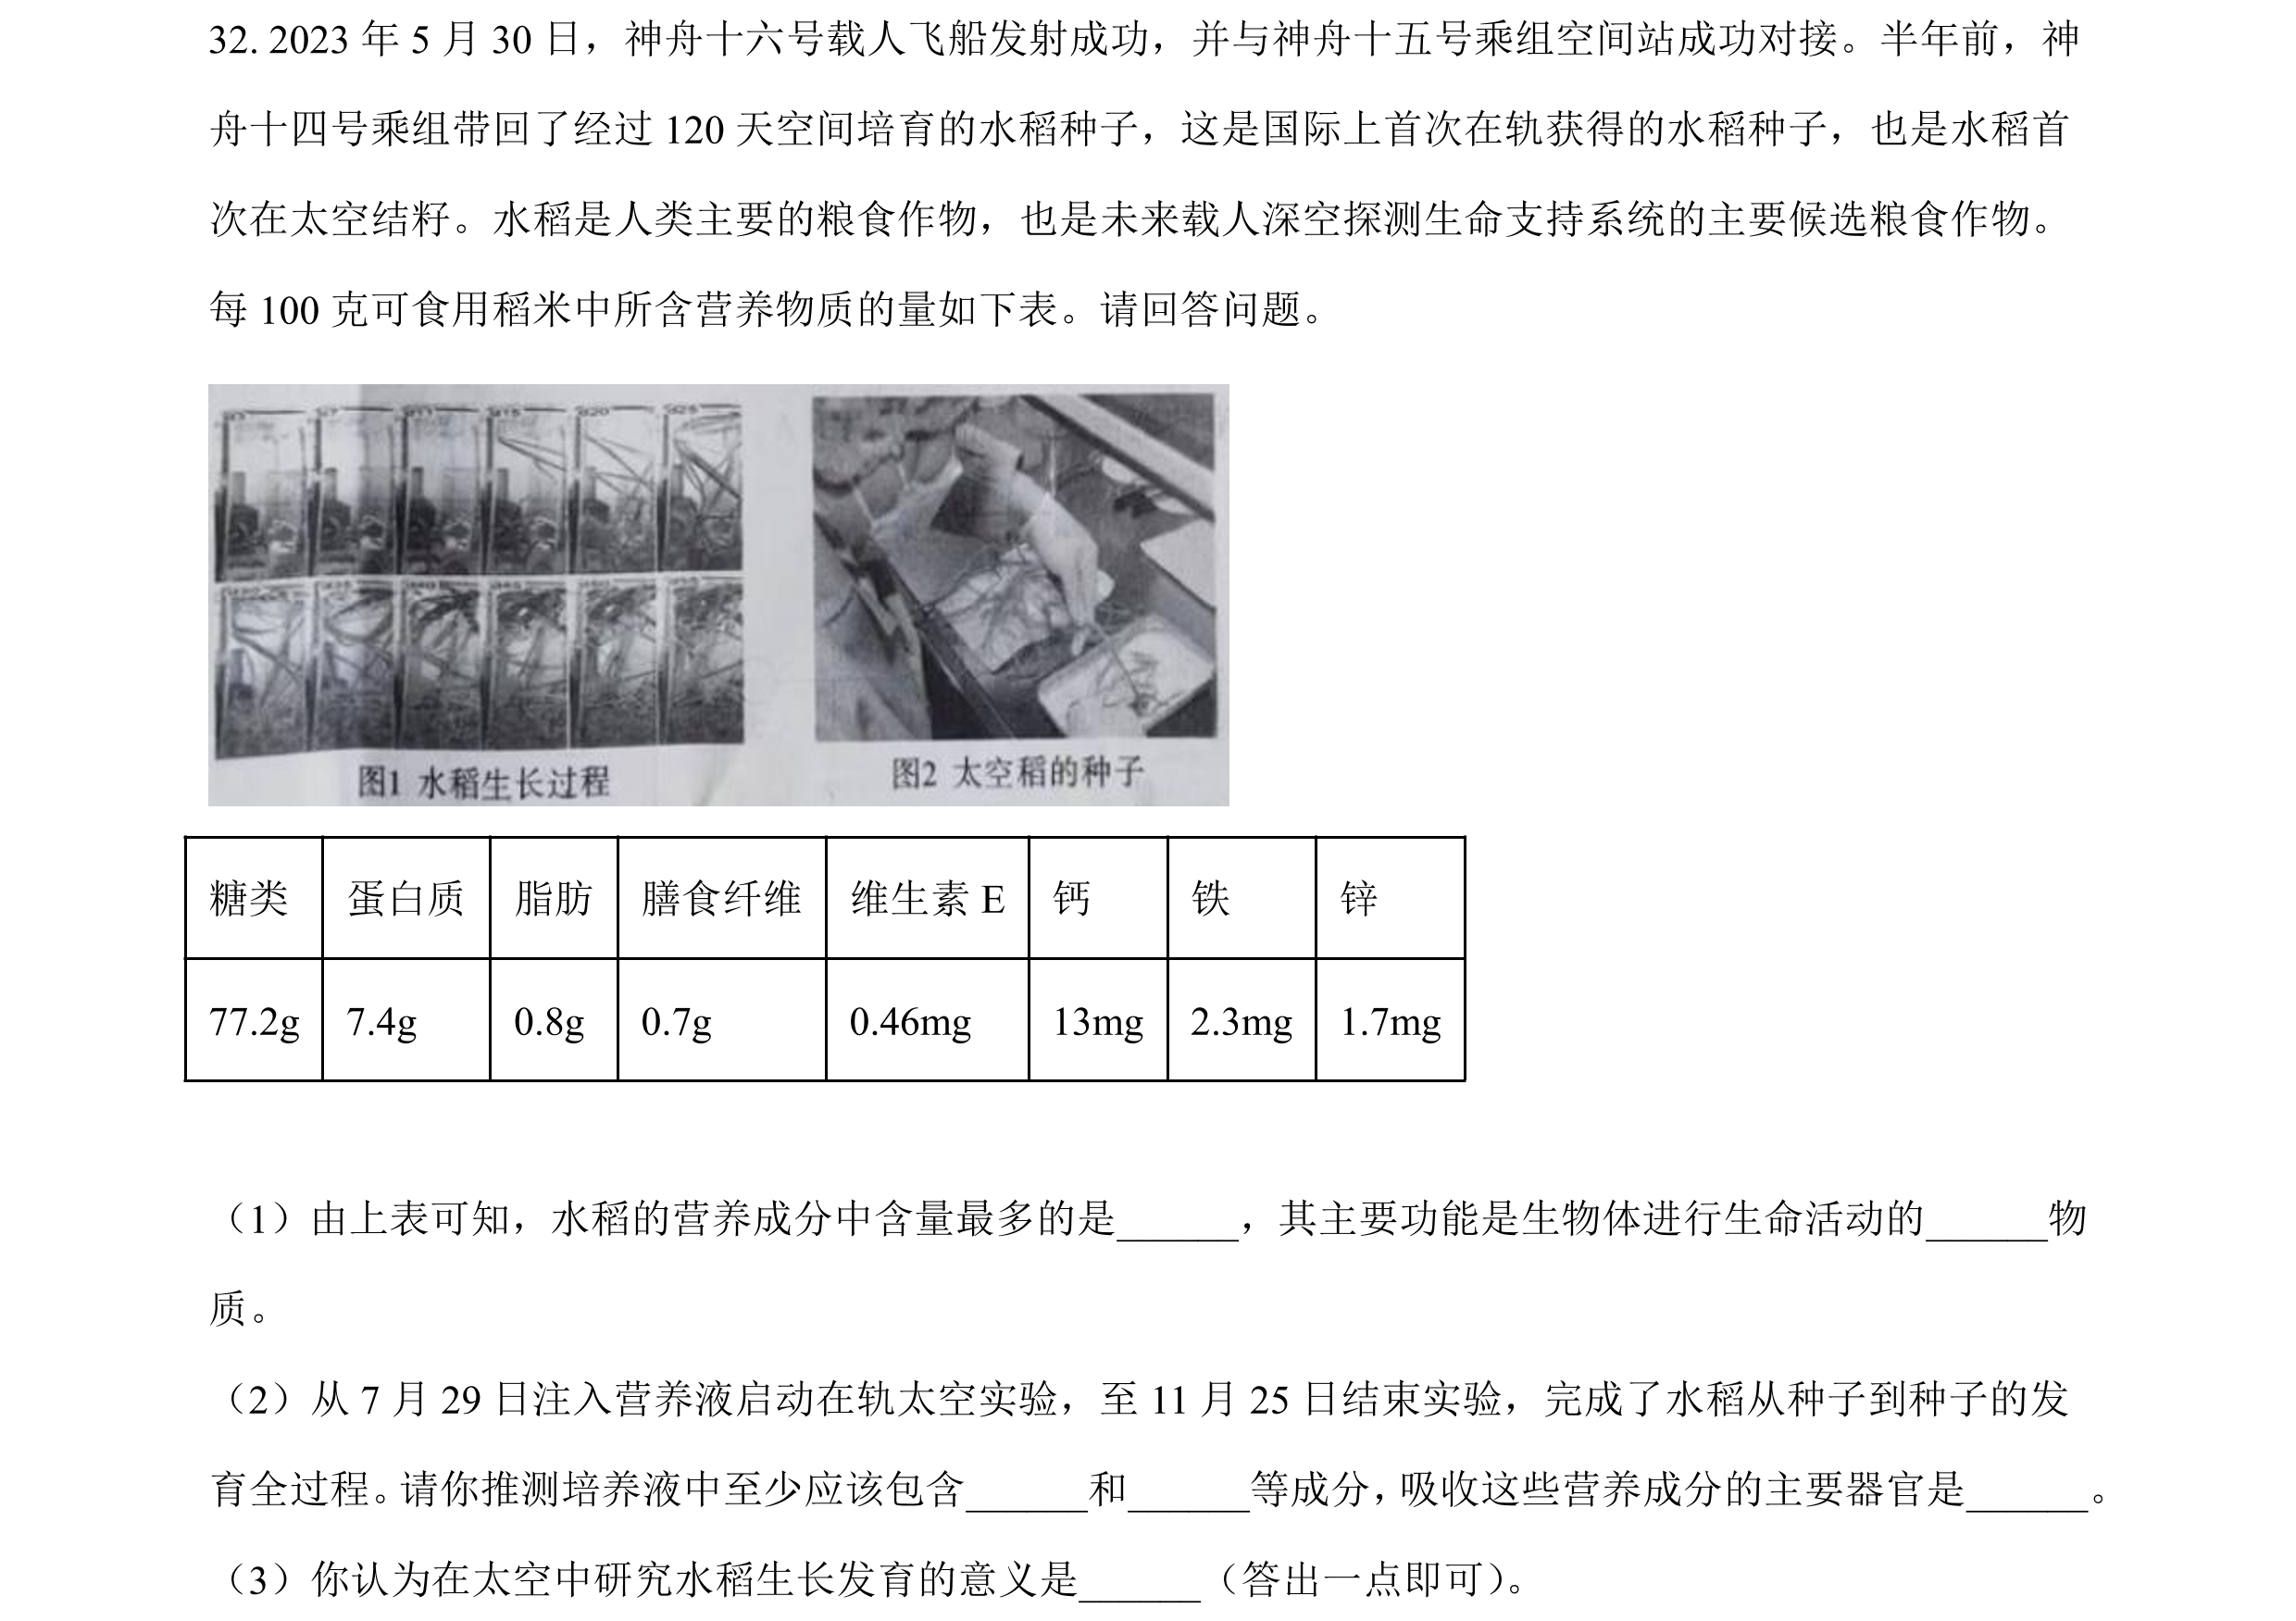 32. 2023 年 5 月 30 日，神舟十六号载人飞船发射成功，并与神舟十五号乘组空间站成功对接。半年前，神
舟十四号乘组带回了经过 120 天空间培育的水稻种子，这是国际上首次在轨获得的水稻种子，也是水稻首
次在太空结籽。水稻是人类主要的粮食作物，也是未来载人深空探测生命支持系统的主要候选粮食作物。
每 100 克可食用稻米中所含营养物质的量如下表。请回答问题。
图1 水稻生长过程
图2 太空稻的种子
糖类 蛋白质 脂肪 膳食纤维 维生素 E 钙 铁 锌
77.2g 7.4g 0.8g 0.7g 0.46mg 13mg 2.3mg 1.7mg
（1）由上表可知，水稻的营养成分中含量最多的是______，其主要功能是生物体进行生命活动的______物
质。
（2）从 7 月 29 日注入营养液启动在轨太空实验，至 11 月 25 日结束实验，完成了水稻从种子到种子的发
育全过程。请你推测培养液中至少应该包含______和______等成分，吸收这些营养成分的主要器官是______。
（3）你认为在太空中研究水稻生长发育的意义是______（答出一点即可）。